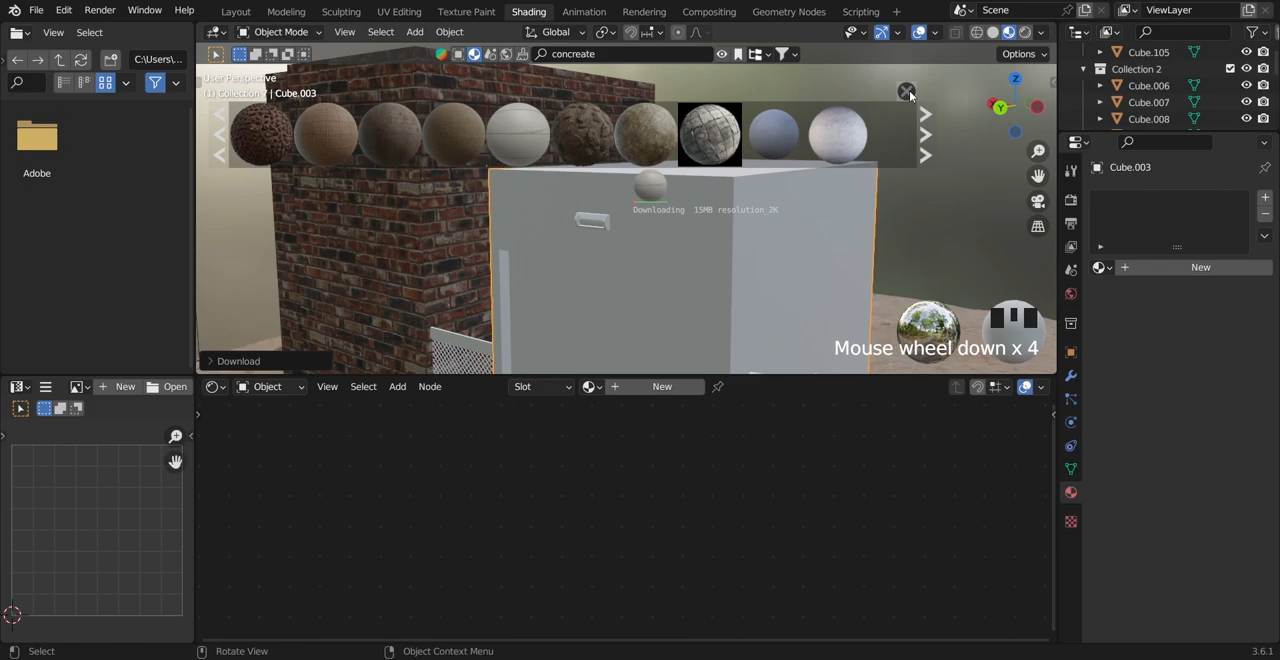 File Edit Render Window Help Layout Modeling Sculpting UV Editing Texture Paint Shading Animation Rendering Compositing Geometry Nodes Scripting + Scene ViewLayer
View Select Object Mode View Select Add Object Global
C:\Users\... concreate Options
Cube.105
Collection 2
Cube.006
Cube.007
Cube.008
User Perspective
(1) Collection 7 | Cube.003
Z
X
Y
Adobe
Cube.003
Downloading 15MB resolution_2K
New
Mouse wheel down x 4
Download
New Open Object View Select Add Node Slot New
Select Rotate View Object Context Menu 3.6.1